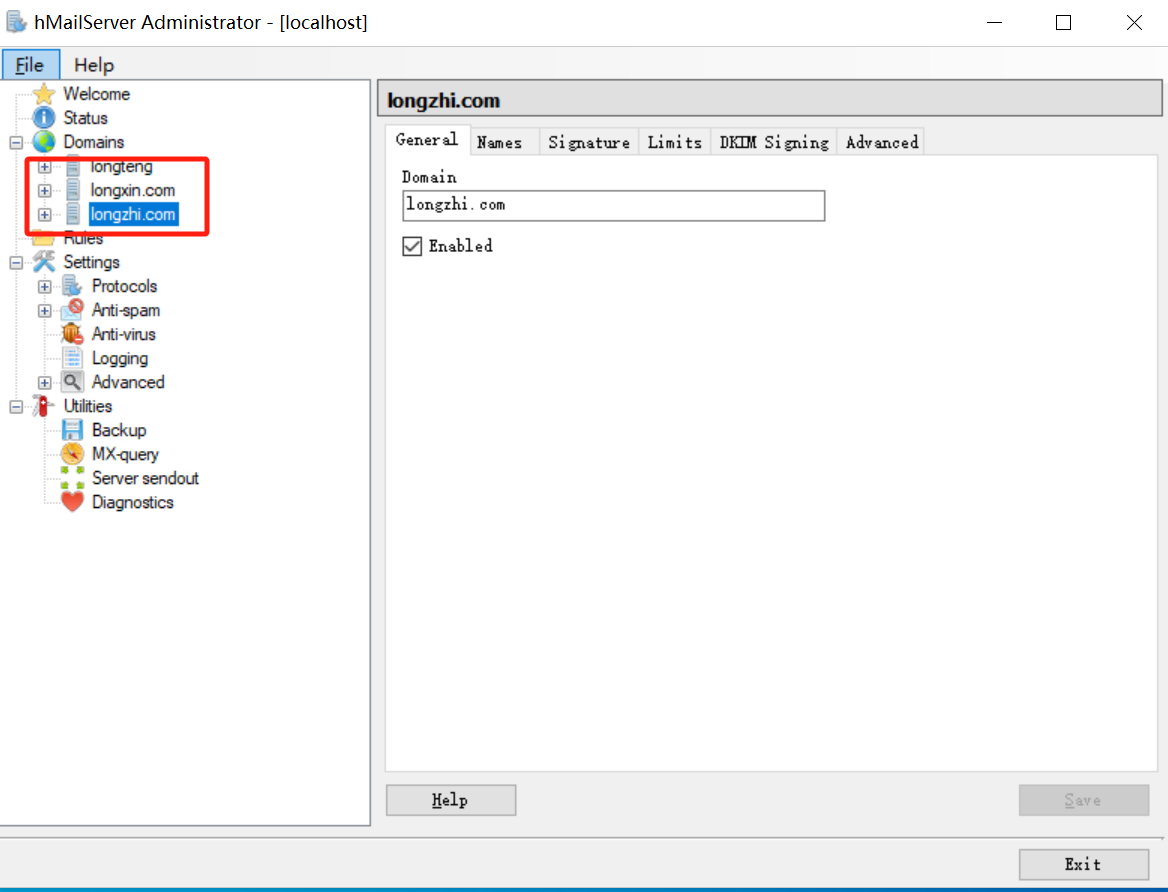 hMailServer Administrator - [localhost]
File Help
Welcome
Status
Domains
longteng
longxin.com
longzhi.com
Rules
Settings
Protocols
Anti-spam
Anti-virus
Logging
Advanced
Utilities
Backup
MX-query
Server sendout
Diagnostics
longzhi.com
General Names Signature Limits DKIM Signing Advanced
Domain
longzhi.com
Enabled
Help Save
Exit